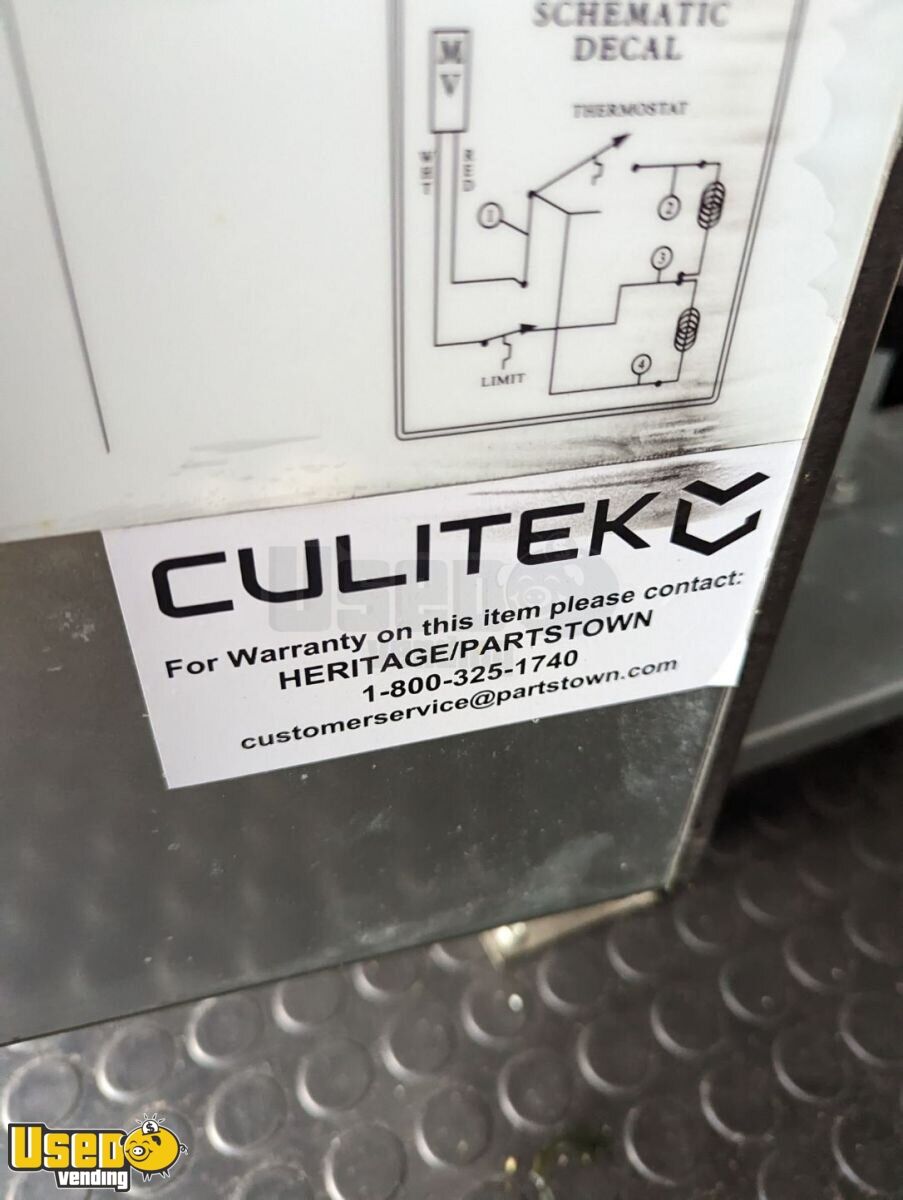 SCHEMATIC
DECAL
M
V
THERMOSTAT
WHT
RED
1
2
3
LIMIT
4
CULITEK
For Warranty on this item please contact:
HERITAGE/PARTSTOWN
1-800-325-1740
customerservice@partstown.com
USED
vending